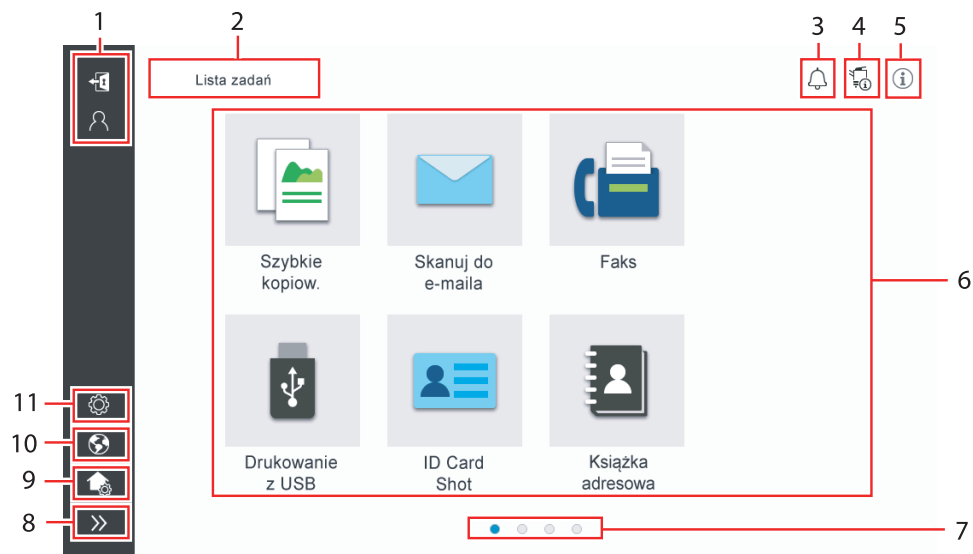 1
2
3
4
5
Lista zadań
Szybkie
kopiow.
Skanuj do
e-maila
Faks
6
Drukowanie
z USB
ID Card
Shot
Książka
adresowa
11
10
9
8
7